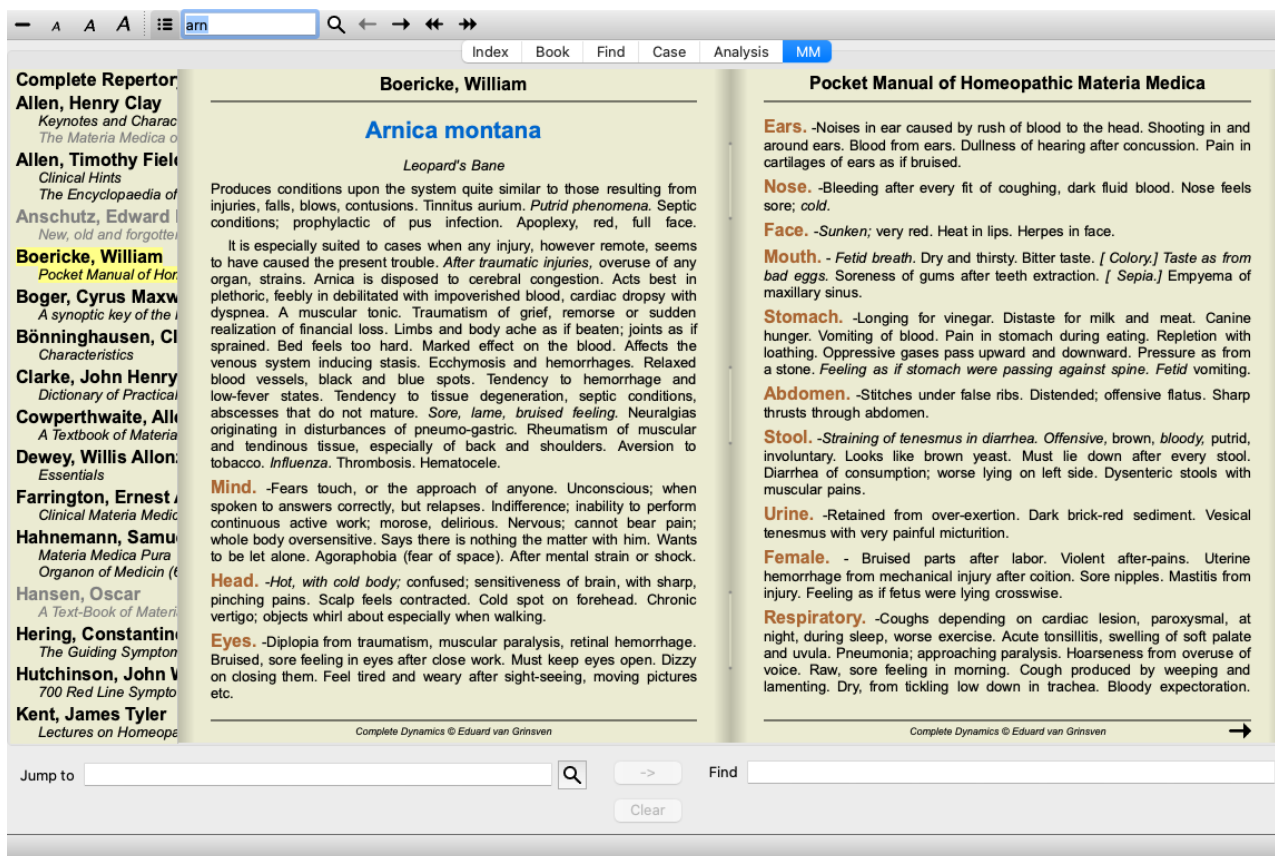 A A A arn
Index Book Find Case Analysis MM
Complete Repertor
Allen, Henry Clay
Keynotes and Charac
The Materia Medica o
Allen, Timothy Field
Clinical Hints
The Encyclopaedia of
Anschutz, Edward
New, old and forgotte
Boericke, William
Pocket Manual of Hom
Boger, Cyrus Maxw
A synoptic key of the
Bönninghausen, Cl
Characteristics
Clarke, John Henry
Dictionary of Practical
Cowperthwaite, Alle
A Textbook of Materia
Dewey, Willis Allon
Essentials
Farrington, Ernest
Clinical Materia Medic
Hahnemann, Samu
Materia Medica Pura
Organon of Medicin (6
Hansen, Oscar
A Text-Book of Materi
Hering, Constantin
The Guiding Symptom
Hutchinson, John W
700 Red Line Sympto
Kent, James Tyler
Lectures on Homeopa
Boericke, William
Arnica montana
Leopard's Bane
Produces conditions upon the system quite similar to those resulting from
injuries, falls, blows, contusions. Tinnitus aurium. Putrid phenomena. Septic
conditions; prophylactic of pus infection. Apoplexy, red, full face.
It is especially suited to cases when any injury, however remote, seems
to have caused the present trouble. After traumatic injuries, overuse of any
organ, strains. Arnica is disposed to cerebral congestion. Acts best in
plethoric, feebly in debilitated with impoverished blood, cardiac dropsy with
dyspnea. A muscular tonic. Traumatism of grief, remorse or sudden
realization of financial loss. Limbs and body ache as if beaten; joints as if
sprained. Bed feels too hard. Marked effect on the blood. Affects the
venous system inducing stasis. Ecchymosis and hemorrhages. Relaxed
blood vessels, black and blue spots. Tendency to hemorrhage and
low-fever states. Tendency to tissue degeneration, septic conditions,
abscesses that do not mature. Sore, lame, bruised feeling. Neuralgias
originating in disturbances of pneumo-gastric. Rheumatism of muscular
and tendinous tissue, especially of back and shoulders. Aversion to
tobacco. Influenza. Thrombosis. Hematocele.
Mind. -Fears touch, or the approach of anyone. Unconscious; when
spoken to answers correctly, but relapses. Indifference; inability to perform
continuous active work; morose, delirious. Nervous; cannot bear pain;
whole body oversensitive. Says there is nothing the matter with him. Wants
to be let alone. Agoraphobia (fear of space). After mental strain or shock.
Head. -Hot, with cold body; confused; sensitiveness of brain, with sharp,
pinching pains. Scalp feels contracted. Cold spot on forehead. Chronic
vertigo; objects whirl about especially when walking.
Eyes. -Diplopia from traumatism, muscular paralysis, retinal hemorrhage.
Bruised, sore feeling in eyes after close work. Must keep eyes open. Dizzy
on closing them. Feel tired and weary after sight-seeing, moving pictures
etc.
Complete Dynamics © Eduard van Grinsven
Pocket Manual of Homeopathic Materia Medica
Ears. -Noises in ear caused by rush of blood to the head. Shooting in and
around ears. Blood from ears. Dullness of hearing after concussion. Pain in
cartilages of ears as if bruised.
Nose. -Bleeding after every fit of coughing, dark fluid blood. Nose feels
sore; cold.
Face. -Sunken; very red. Heat in lips. Herpes in face.
Mouth. - Fetid breath. Dry and thirsty. Bitter taste. [ Colory.] Taste as from
bad eggs. Soreness of gums after teeth extraction. [ Sepia.] Empyema of
maxillary sinus.
Stomach. -Longing for vinegar. Distaste for milk and meat. Canine
hunger. Vomiting of blood. Pain in stomach during eating. Repletion with
loathing. Oppressive gases pass upward and downward. Pressure as from
a stone. Feeling as if stomach were passing against spine. Fetid vomiting.
Abdomen. -Stitches under false ribs. Distended; offensive flatus. Sharp
thrusts through abdomen.
Stool. -Straining of tenesmus in diarrhea. Offensive, brown, bloody, putrid,
involuntary. Looks like brown yeast. Must lie down after every stool.
Diarrhea of consumption; worse lying on left side. Dysenteric stools with
muscular pains.
Urine. -Retained from over-exertion. Dark brick-red sediment. Vesical
tenesmus with very painful micturition.
Female. - Bruised parts after labor. Violent after-pains. Uterine
hemorrhage from mechanical injury after coition. Sore nipples. Mastitis from
injury. Feeling as if fetus were lying crosswise.
Respiratory. -Coughs depending on cardiac lesion, paroxysmal, at
night, during sleep, worse exercise. Acute tonsillitis, swelling of soft palate
and uvula. Pneumonia; approaching paralysis. Hoarseness from overuse of
voice. Raw, sore feeling in morning. Cough produced by weeping and
lamenting. Dry, from tickling low down in trachea. Bloody expectoration.
Complete Dynamics © Eduard van Grinsven
Jump to -> Find
Clear